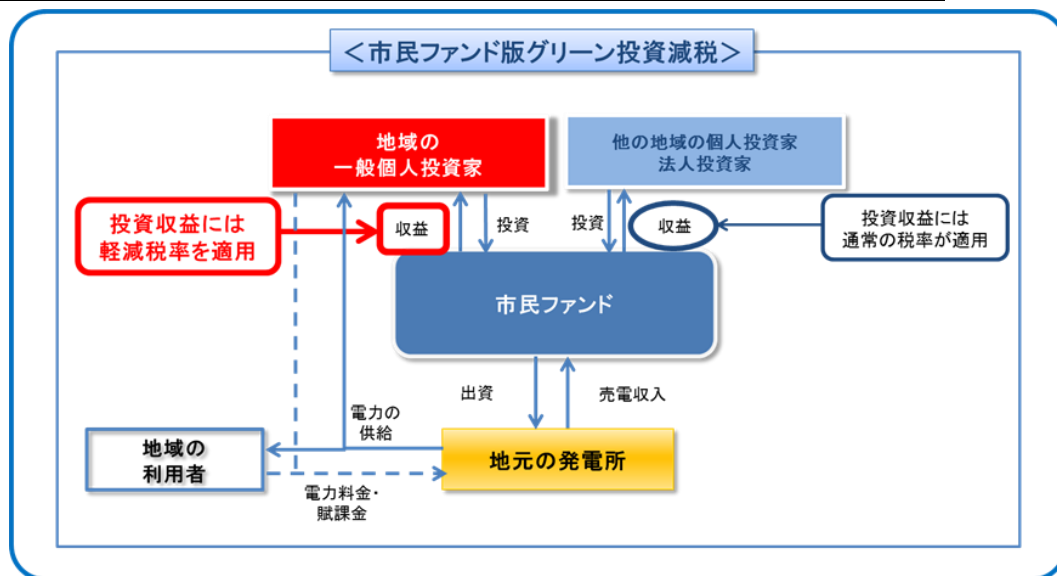 ＜市民ファンド版グリーン投資減税＞
地域の
一般個人投資家
他の地域の個人投資家
法人投資家
投資収益には
軽減税率を適用
収益
投資
投資
収益
投資収益には
通常の税率が適用
市民ファンド
出資
売電収入
電力の
供給
地域の
利用者
地元の発電所
電力料金・
賦課金